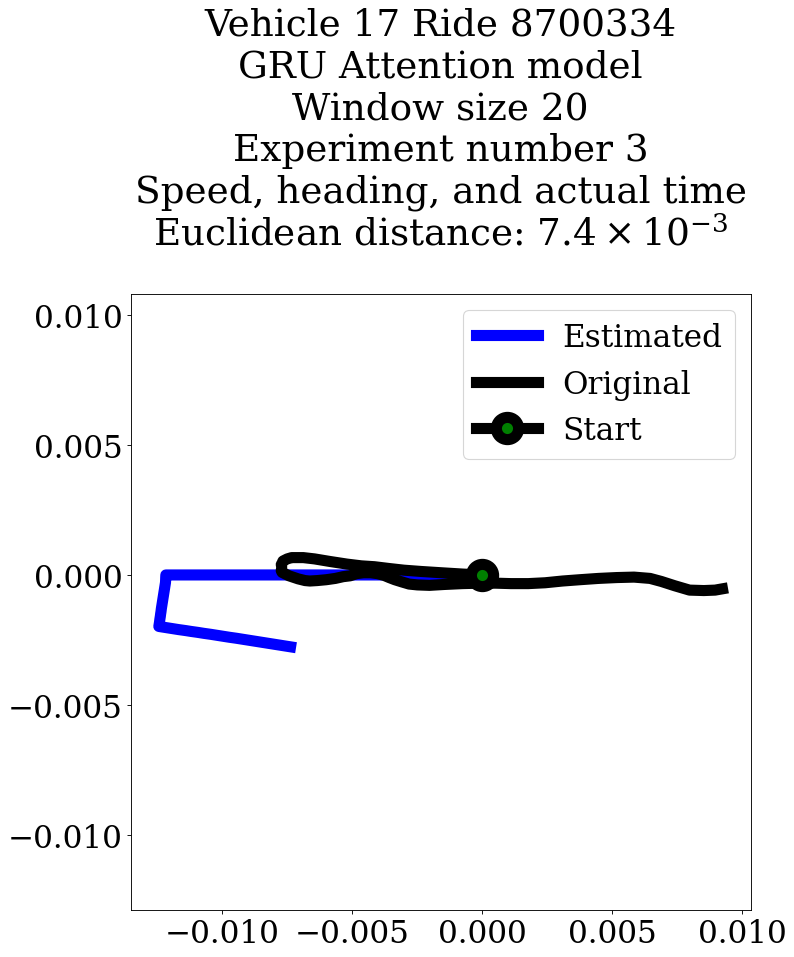 Vehicle 17 Ride 8700334
GRU Attention model
Window size 20
Experiment number 3
Speed, heading, and actual time
Euclidean distance: 7.4 × 10⁻³
Estimated
Original
Start
0.010
0.005
0.000
−0.005
−0.010
−0.010 −0.005 0.000 0.005 0.010